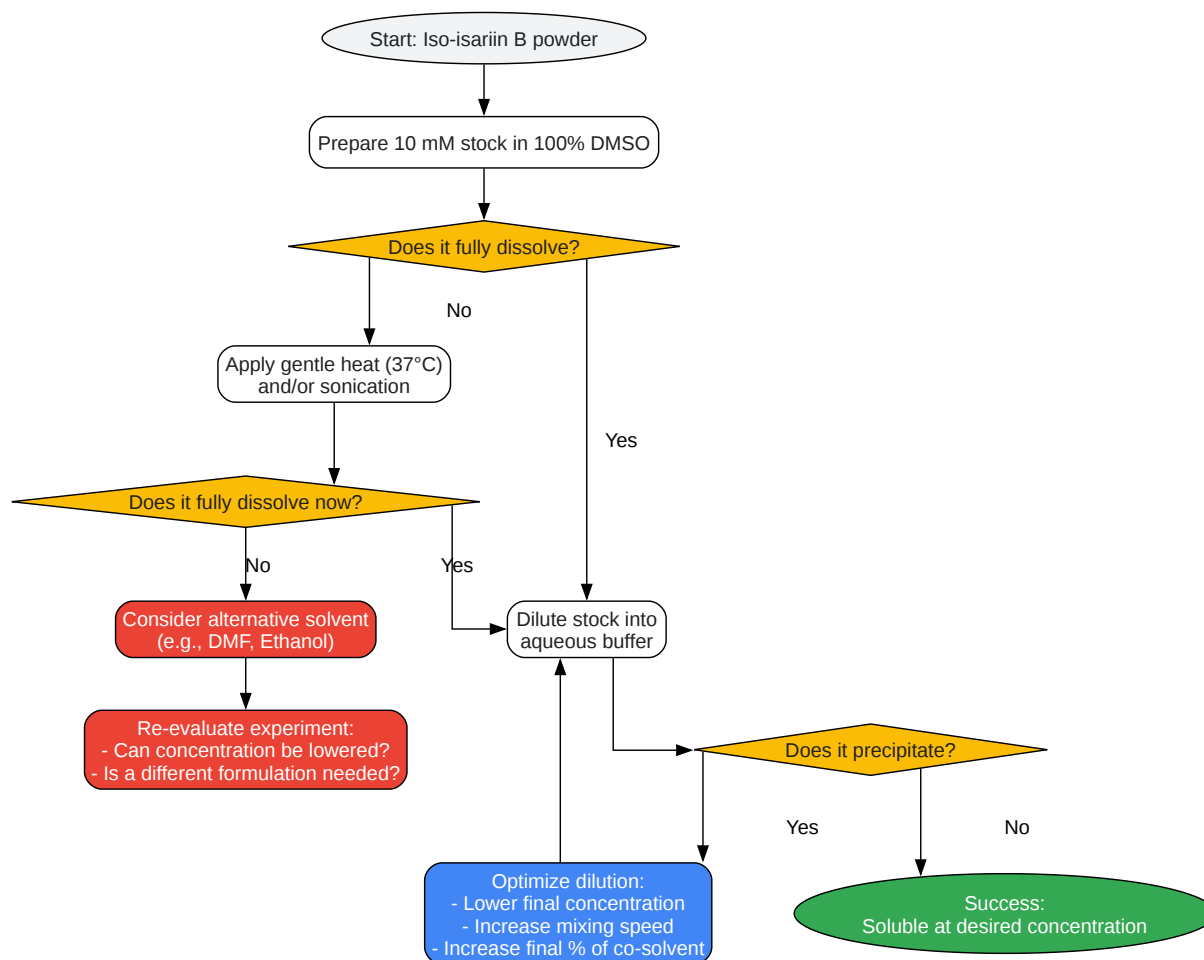 Start: Iso-isariin B powder
Prepare 10 mM stock in 100% DMSO
Does it fully dissolve?
No
Apply gentle heat (37°C)
and/or sonication
Yes
Does it fully dissolve now?
No
Yes
Consider alternative solvent
(e.g., DMF, Ethanol)
Dilute stock into
aqueous buffer
Re-evaluate experiment:
- Can concentration be lowered?
- Is a different formulation needed?
Does it precipitate?
Yes
No
Optimize dilution:
- Lower final concentration
- Increase mixing speed
- Increase final % of co-solvent
Success:
Soluble at desired concentration